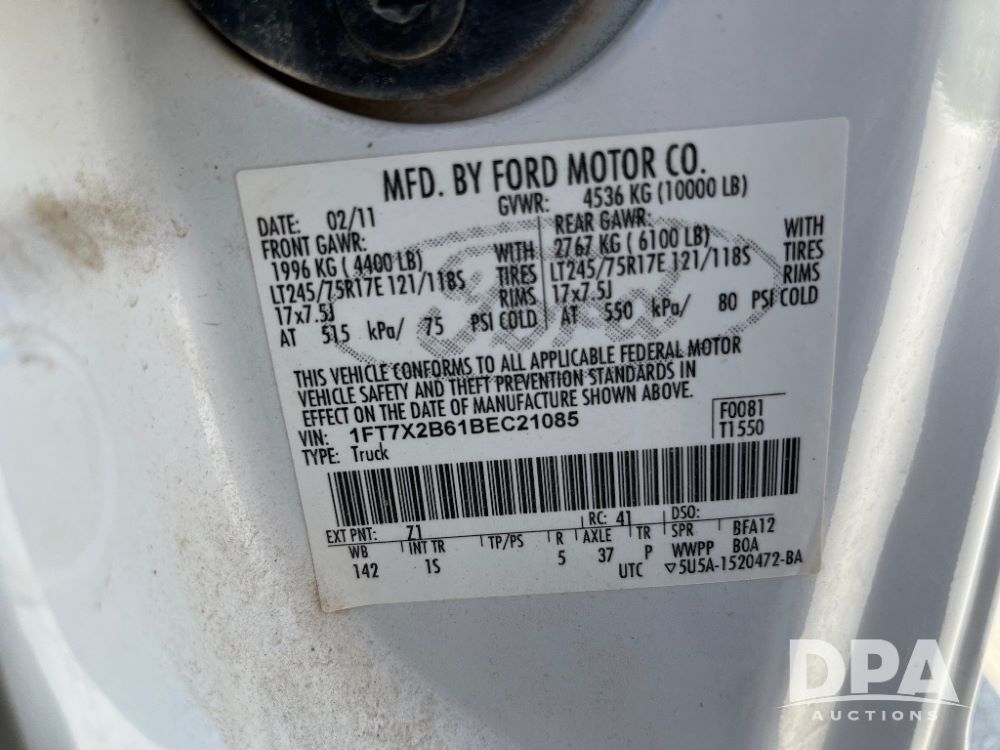 MFD. BY FORD MOTOR CO.
DATE: 02/11 GVWR: 4536 KG (10000 LB)
FRONT GAWR: REAR GAWR:
1996 KG ( 4400 LB) WITH 2767 KG ( 6100 LB) WITH
LT245/75R17E 121/118S TIRES LT245/75R17E 121/118S TIRES
17x7.5J RIMS 17x7.5J RIMS
AT 515 kPa/ 75 PSI COLD AT 550 kPa/ 80 PSI COLD
Ford
THIS VEHICLE CONFORMS TO ALL APPLICABLE FEDERAL MOTOR
VEHICLE SAFETY AND THEFT PREVENTION STANDARDS IN
EFFECT ON THE DATE OF MANUFACTURE SHOWN ABOVE.
VIN: 1FT7X2B61BEC21085 F0081
TYPE: Truck T1550
EXT PNT: Z1 RC: 41 DSO:
WB INT TR TP/PS R AXLE TR SPR BFA12
142 1S 5 37 P WWPP BOA
UTC ▽5U5A-1520472-BA
DPA
AUCTIONS